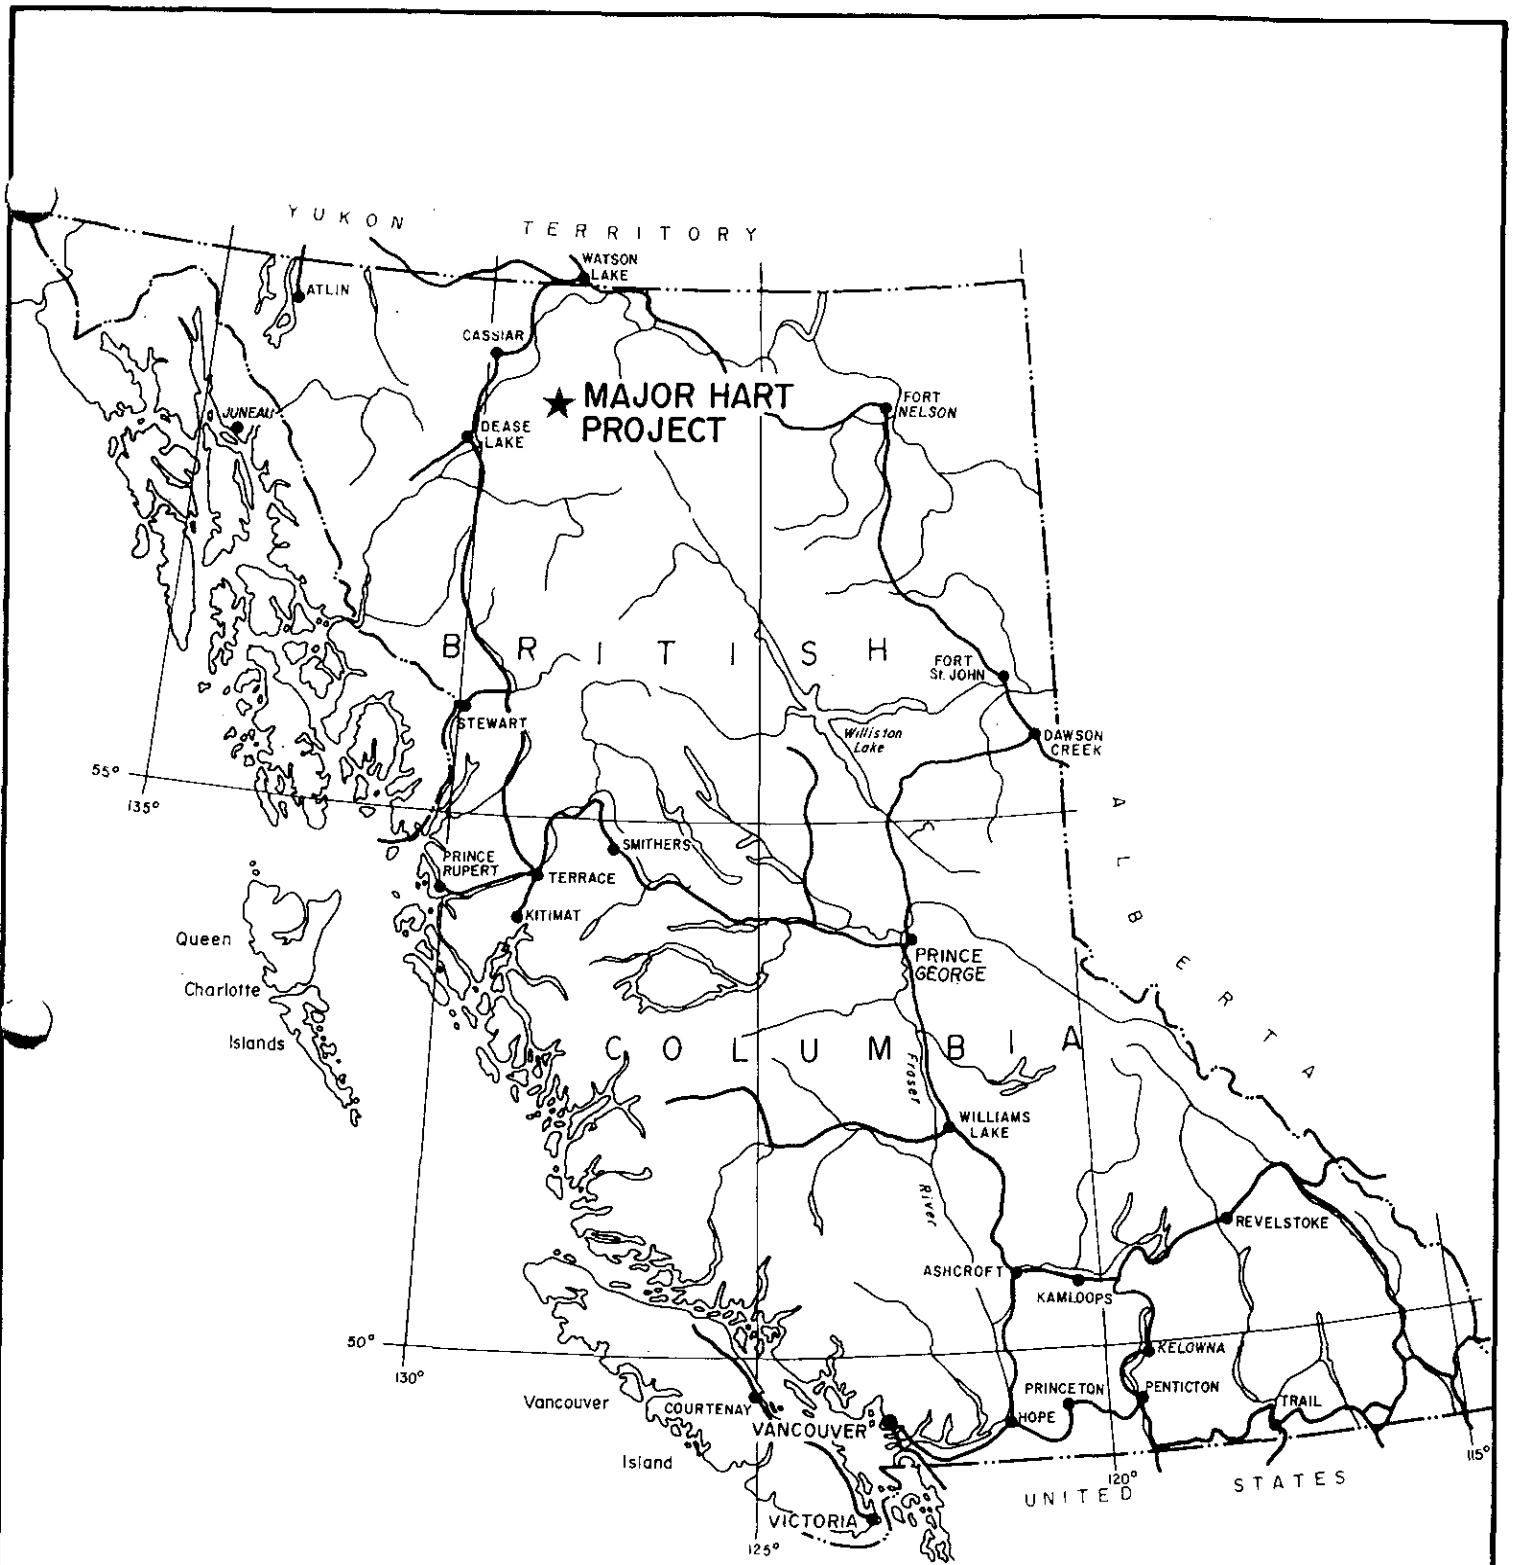 YUKON TERRITORY
WATSON
LAKE
ATLIN
CASSIAR
MAJOR HART
PROJECT
FORT
NELSON
JUNEAU
DEASE
LAKE
BRITISH
FORT
St. JOHN
STEWART
Williston
Lake
DAWSON
CREEK
55°
135°
ALBERTA
SMITHERS
PRINCE
RUPERT
TERRACE
KITIMAT
Queen
Charlotte
Islands
PRINCE
GEORGE
COLUMBIA
Fraser
River
WILLIAMS
LAKE
REVELSTOKE
ASHCROFT
KAMLOOPS
50°
130°
KELOWNA
PRINCETON
PENTICTON
Vancouver
Island
COURTENAY
VANCOUVER
HOPE
TRAIL
115°
120°
UNITED STATES
VICTORIA
125°